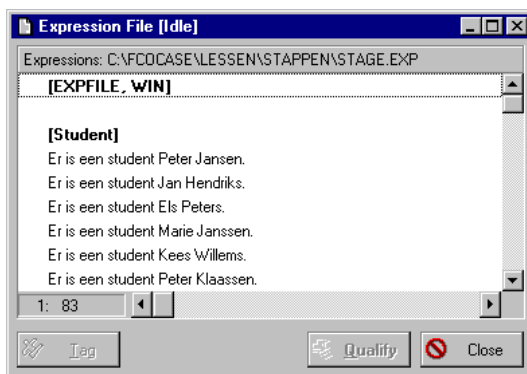 Expression File [Idle]
Expressions: C:\FCOCASE\LESSEN\STAPPEN\STAGE.EXP
[EXPFILE, WIN]
[Student]
Er is een student Peter Jansen.
Er is een student Jan Hendriks.
Er is een student Els Peters.
Er is een student Marie Janssen.
Er is een student Kees Willems.
Er is een student Peter Klaassen.
1: 83
Tag Qualify Close